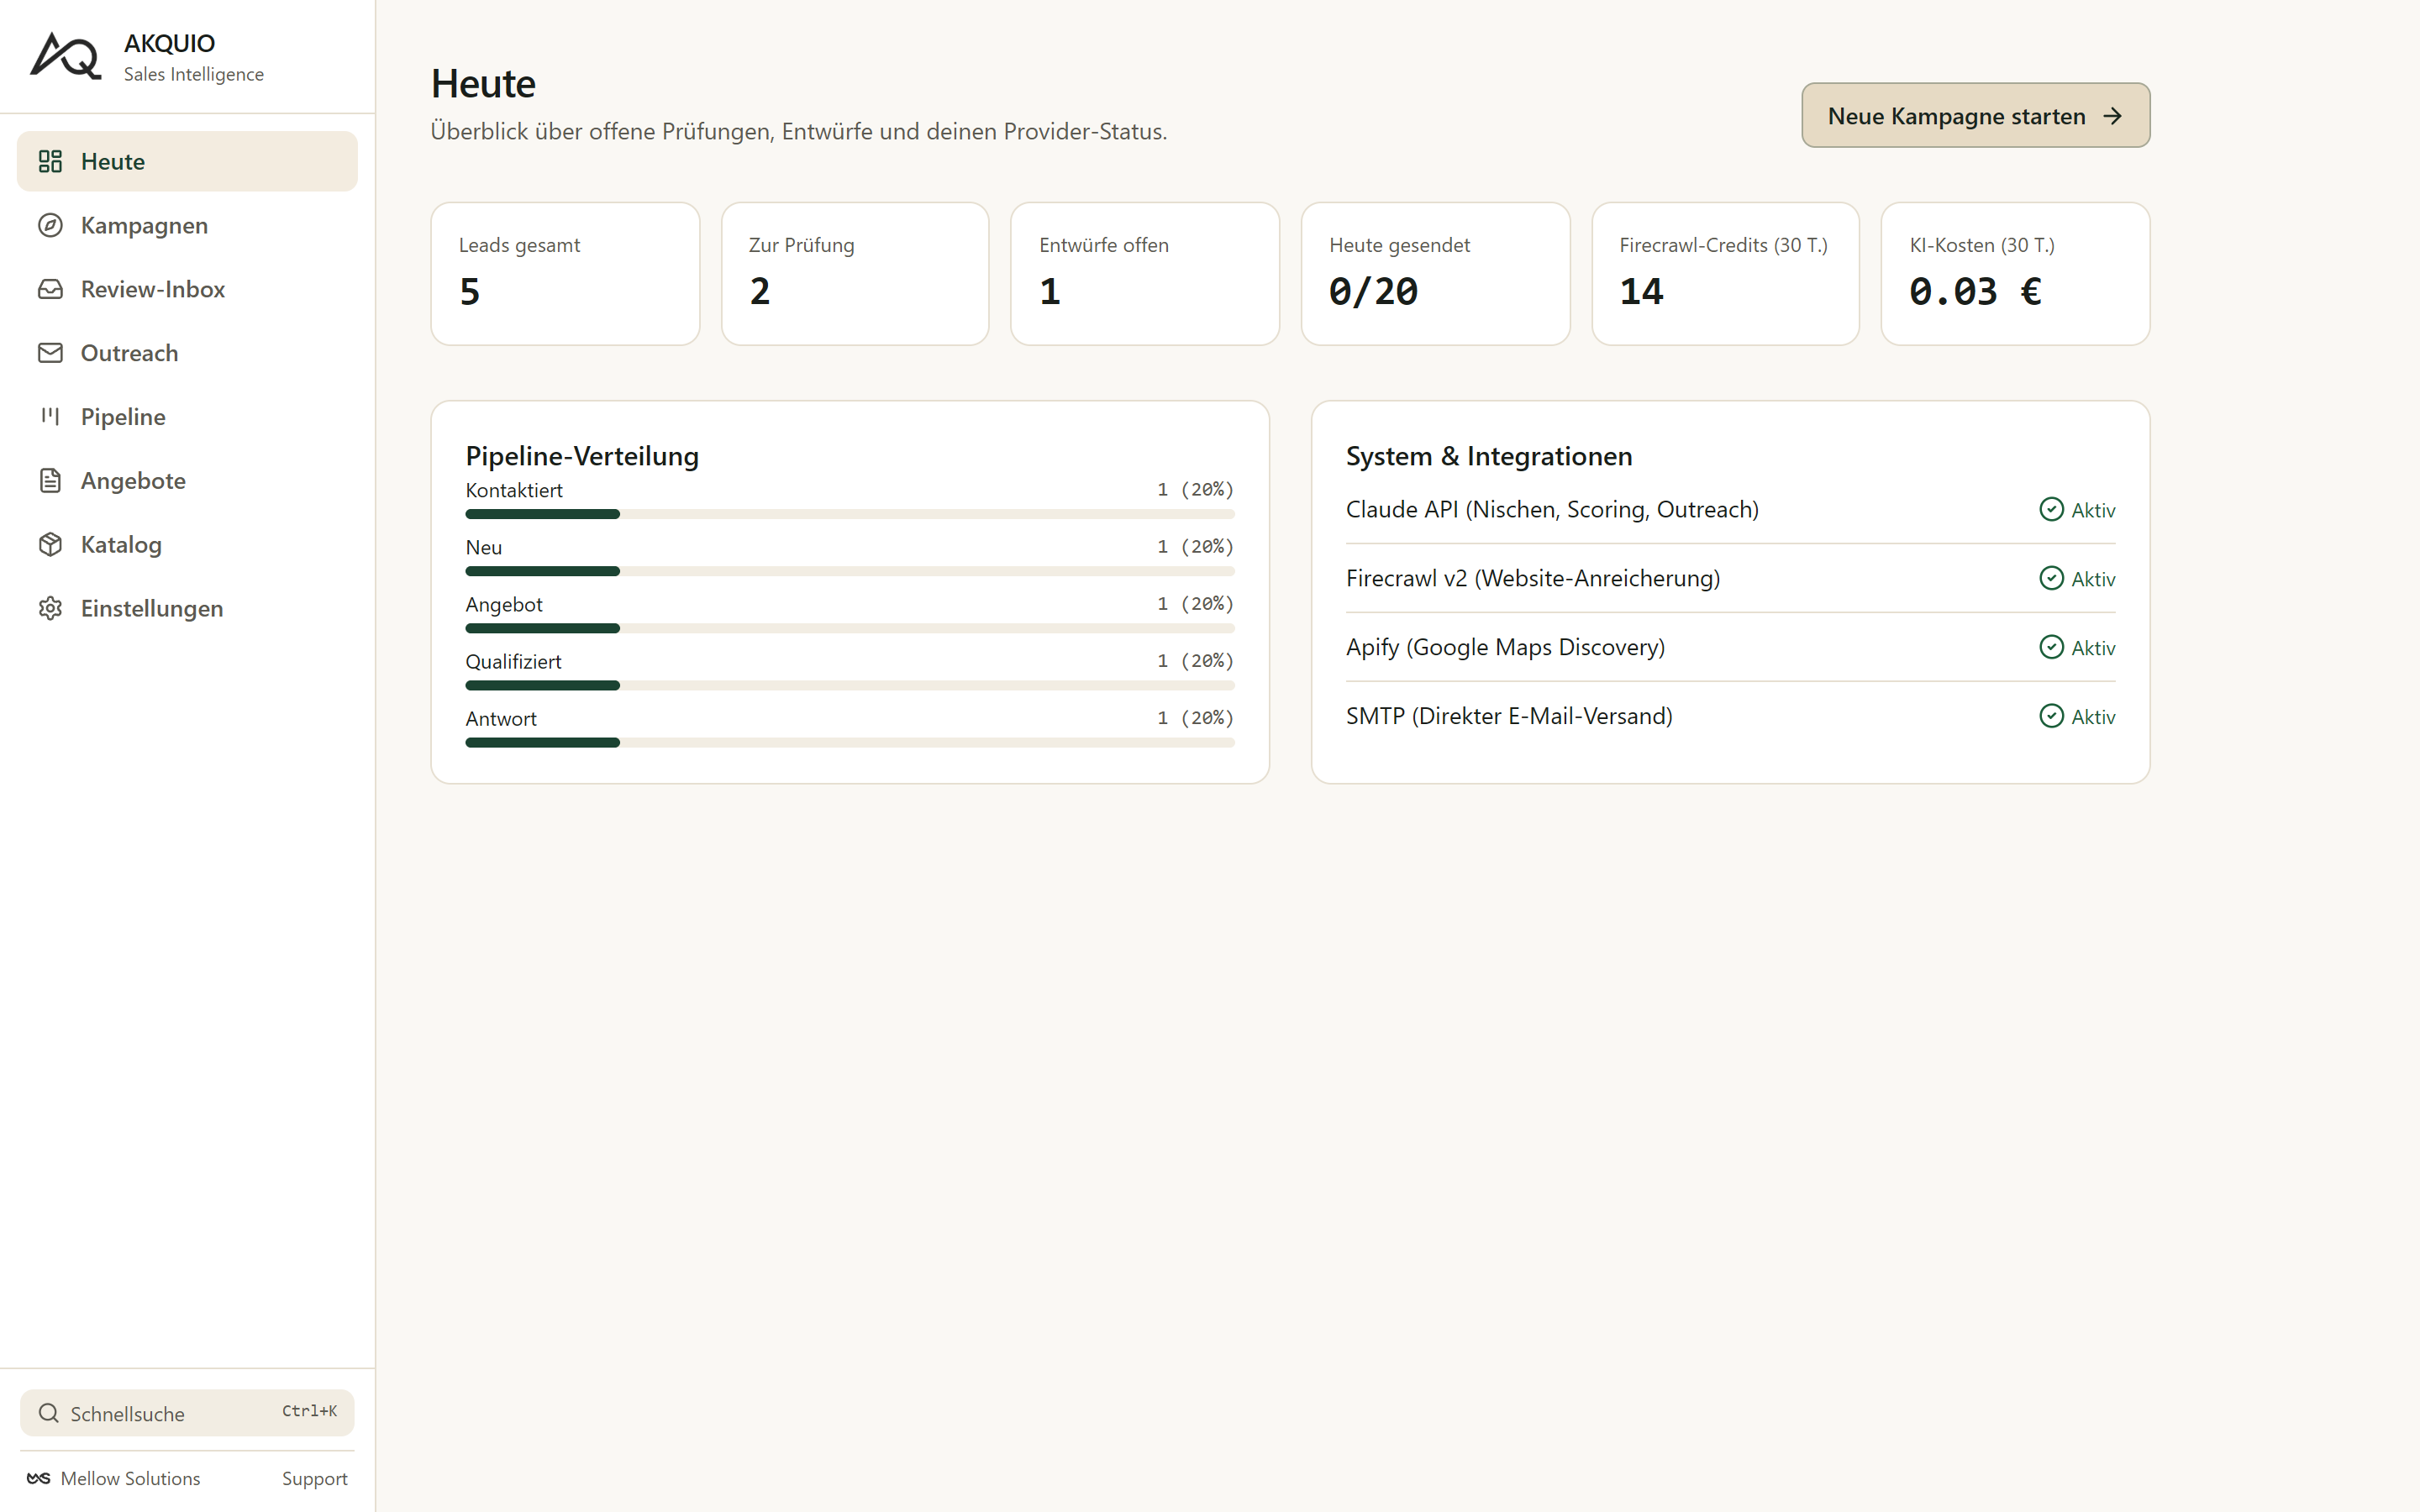 AKQUIO
Sales Intelligence
Heute
Kampagnen
Review-Inbox
Outreach
Pipeline
Angebote
Katalog
Einstellungen
Schnellsuche Ctrl+K
Mellow Solutions Support
Heute
Überblick über offene Prüfungen, Entwürfe und deinen Provider-Status.
Neue Kampagne starten
Leads gesamt
5
Zur Prüfung
2
Entwürfe offen
1
Heute gesendet
0/20
Firecrawl-Credits (30 T.)
14
KI-Kosten (30 T.)
0.03 €
Pipeline-Verteilung
Kontaktiert 1 (20%)
Neu 1 (20%)
Angebot 1 (20%)
Qualifiziert 1 (20%)
Antwort 1 (20%)
System & Integrationen
Claude API (Nischen, Scoring, Outreach) Aktiv
Firecrawl v2 (Website-Anreicherung) Aktiv
Apify (Google Maps Discovery) Aktiv
SMTP (Direkter E-Mail-Versand) Aktiv